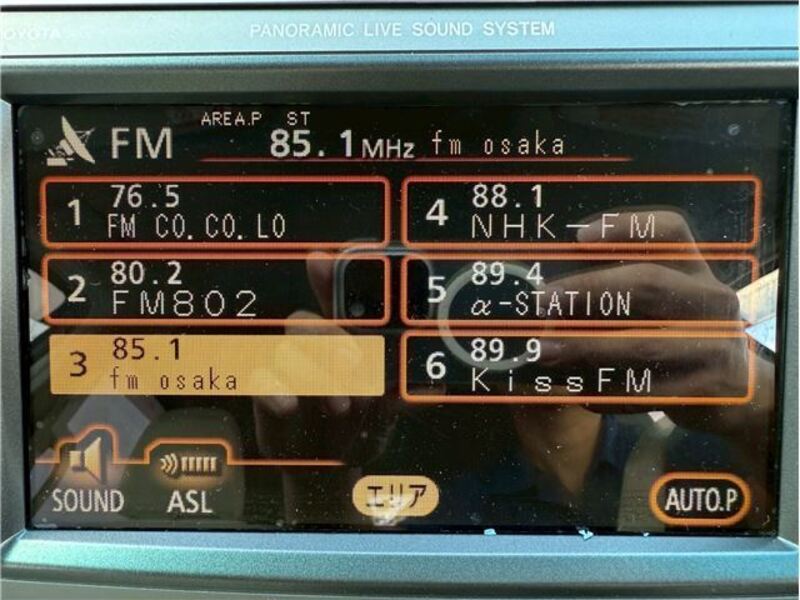 TOYOTA
PANORAMIC LIVE SOUND SYSTEM
AREA.P ST
FM 85.1MHz fm osaka
1 76.5
FM CO.CO.LO
2 80.2
FM802
3 85.1
fm osaka
4 88.1
NHK-FM
5 89.4
α-STATION
6 89.9
KissFM
SOUND
ASL
エリア
AUTO.P